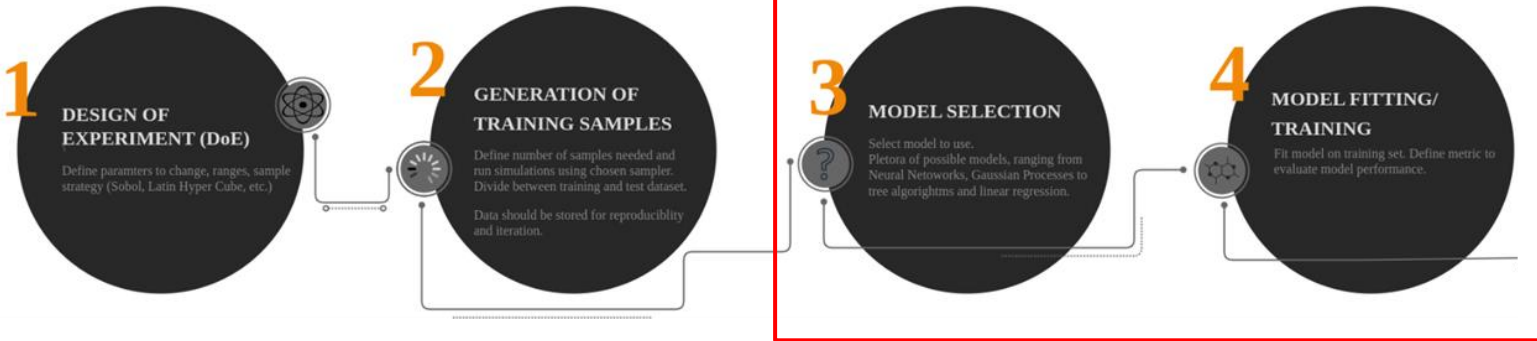 1
DESIGN OF
EXPERIMENT (DoE)
Define paramters to change, ranges, sample
strategy (Sobol, Latin Hyper Cube, etc.)
2
GENERATION OF
TRAINING SAMPLES
Define number of samples needed and
run simulations using chosen sampler.
Divide between training and test dataset.
Data should be stored for reproduciblity
and iteration.
3
MODEL SELECTION
?
Select model to use.
Pletora of possible models, ranging from
Neural Netoworks, Gaussian Processes to
tree algorightms and linear regression.
4
MODEL FITTING/
TRAINING
Fit model on training set. Define metric to
evaluate model performance.